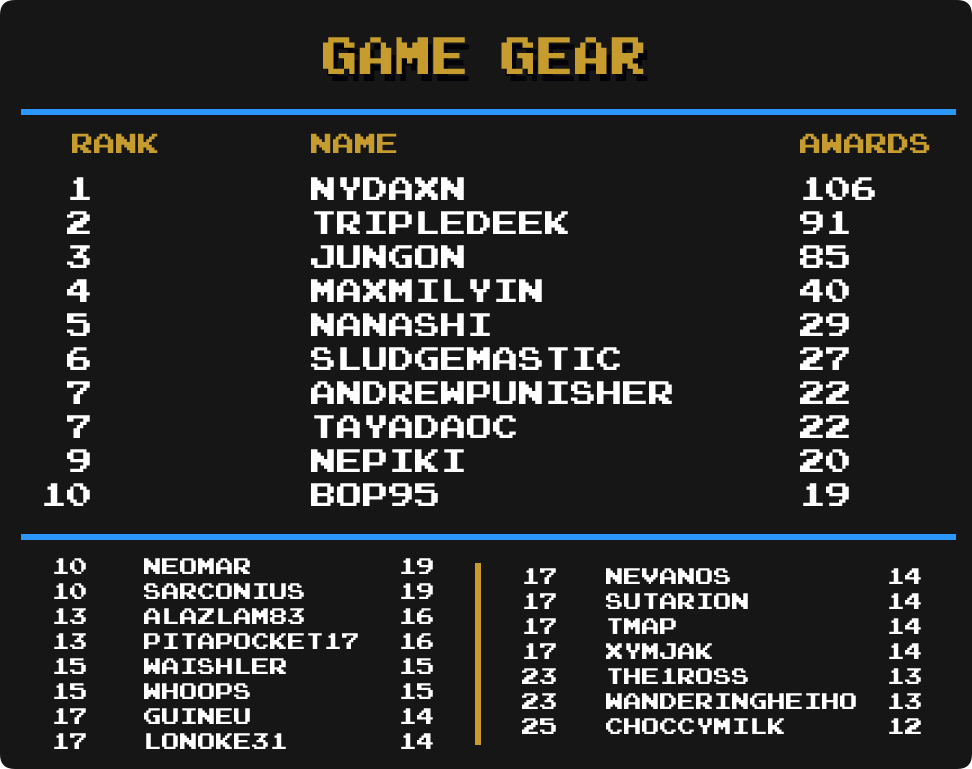 GAME GEAR
RANK NAME AWARDS
1 NYDAXN 106
2 TRIPLEDEEK 91
3 JUNGON 85
4 MAXMILYIN 40
5 NANASHI 29
6 SLUDGEMASTIC 27
7 ANDREWPUNISHER 22
7 TAYADAOC 22
9 NEPIKI 20
10 BOP95 19
10 NEOMAR 19
10 SARCONIUS 19
13 ALAZLAM83 16
13 PITAPOCKET17 16
15 WAISHLER 15
15 WHOOPS 15
17 GUINEU 14
17 LONOKE31 14
17 NEVANOS 14
17 SUTARION 14
17 TMAP 14
17 XYMJAK 14
23 THE1ROSS 13
23 WANDERINGHEIHO 13
25 CHOCCYMILK 12